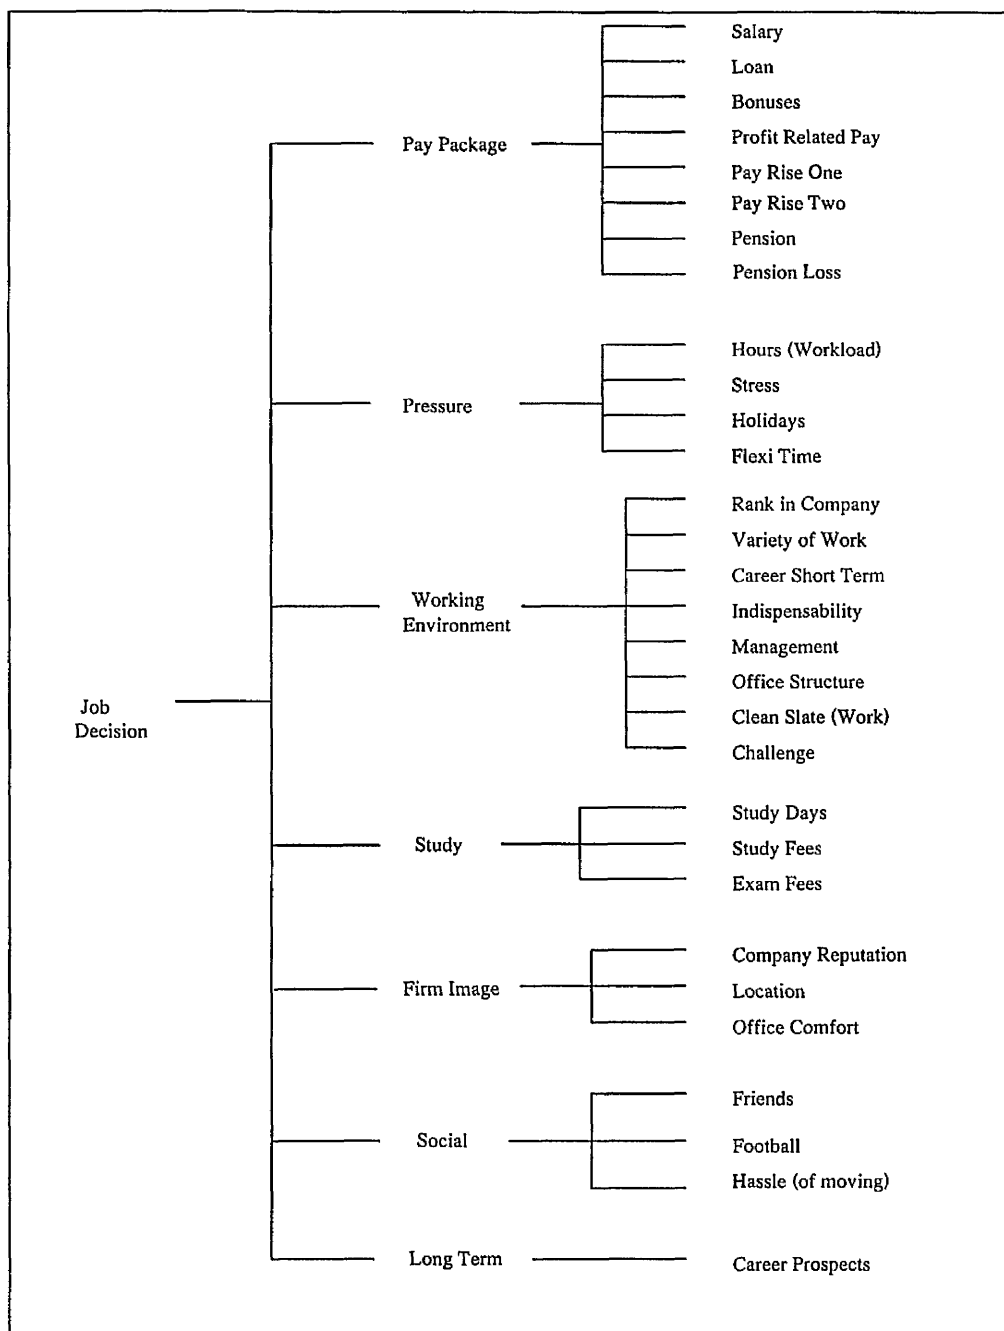 Salary
Loan
Bonuses
Profit Related Pay
Pay Package
Pay Rise One
Pay Rise Two
Pension
Pension Loss
Hours (Workload)
Stress
Pressure
Holidays
Flexi Time
Rank in Company
Variety of Work
Career Short Term
Working
Environment
Indispensability
Management
Office Structure
Clean Slate (Work)
Challenge
Job
Decision
Study Days
Study
Study Fees
Exam Fees
Company Reputation
Firm Image
Location
Office Comfort
Friends
Social
Football
Hassle (of moving)
Long Term
Career Prospects